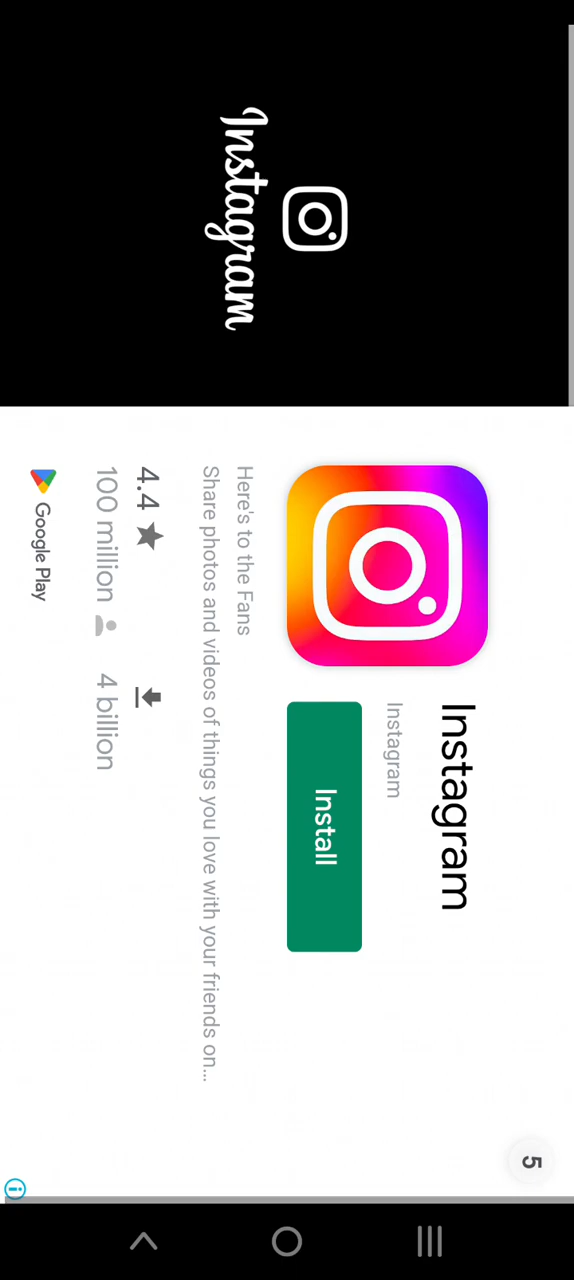 Instagram
Instagram
Instagram
Install
Here's to the Fans
Share photos and videos of things you love with your friends on...
4.4
100 million
4 billion
Google Play
5